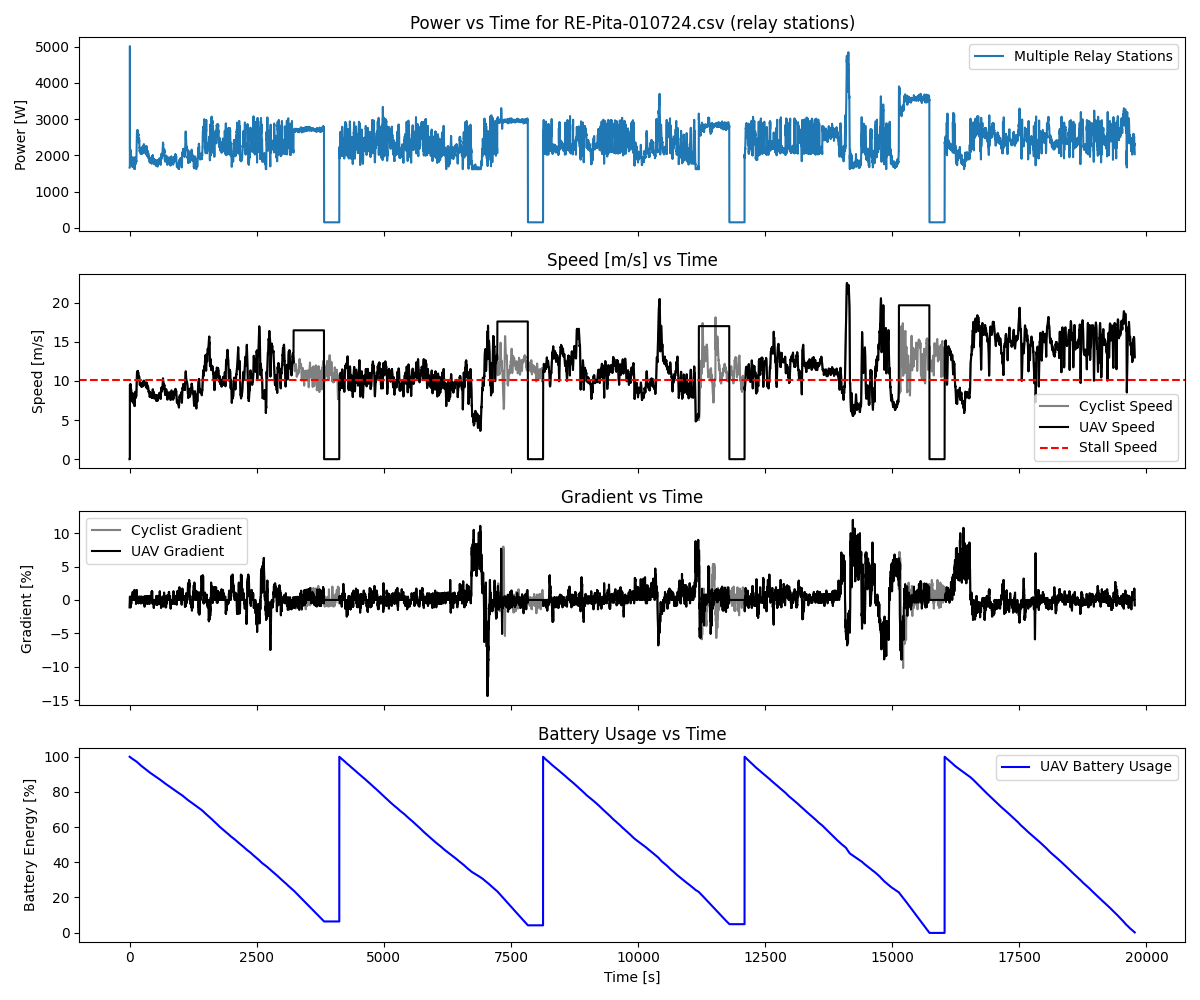 Power vs Time for RE-Pita-010724.csv (relay stations)
5000
4000
3000
2000
1000
0
Power [W]
Multiple Relay Stations
Speed [m/s] vs Time
20
15
10
5
0
Speed [m/s]
Cyclist Speed
UAV Speed
Stall Speed
Gradient vs Time
10
5
0
−5
−10
−15
Gradient [%]
Cyclist Gradient
UAV Gradient
Battery Usage vs Time
100
80
60
40
20
0
Battery Energy [%]
UAV Battery Usage
0 2500 5000 7500 10000 12500 15000 17500 20000
Time [s]